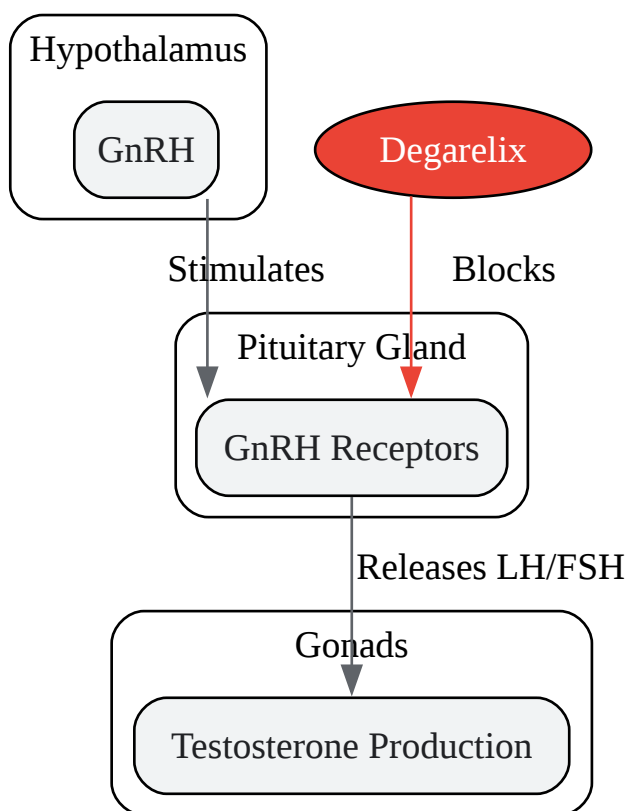 Hypothalamus
GnRH
Degarelix
Stimulates
Blocks
Pituitary Gland
GnRH Receptors
Releases LH/FSH
Gonads
Testosterone Production